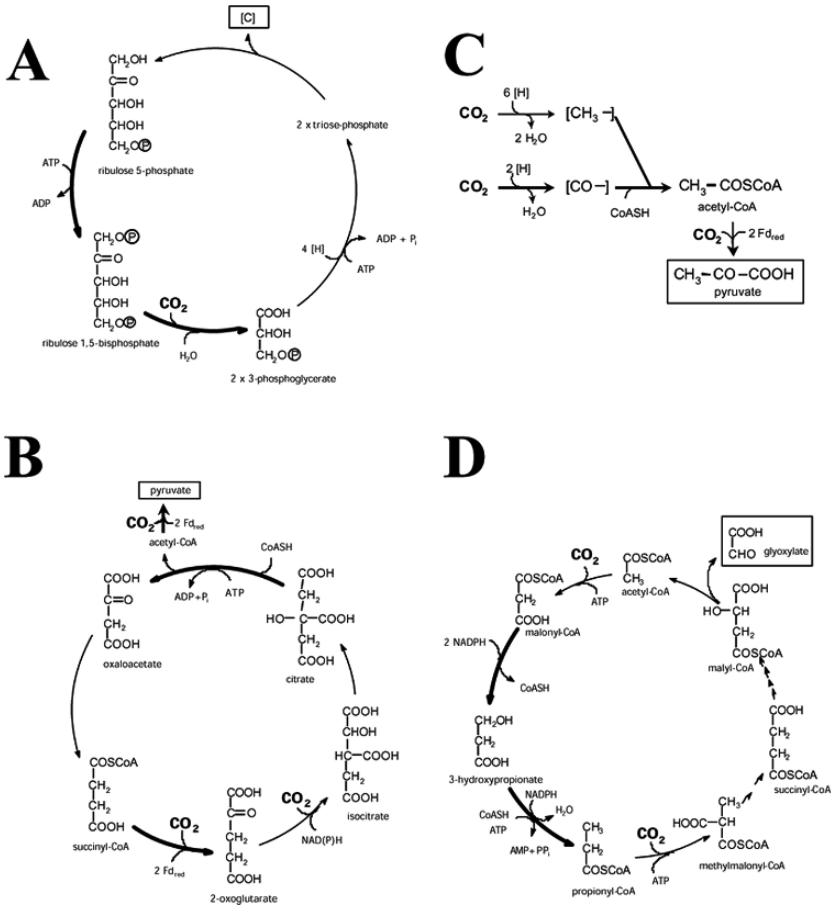 A
[C]
CH2OH
C=O
CHOH
CHOH
CH2OP
ribulose 5-phosphate
2 x triose-phosphate
ATP
ADP
4 [H]
ADP + Pi
ATP
CH2OP
C=O
CHOH
CHOH
CH2OP
ribulose 1,5-bisphosphate
CO2
H2O
COOH
CHOH
CH2OP
2 x 3-phosphoglycerate
C
6 [H]
CO2
2 H2O
[CH3 –]
2 [H]
CO2
H2O
[CO –]
CoASH
CH3–COSCoA
acetyl-CoA
CO2
2 Fdred
CH3–CO–COOH
pyruvate
B
pyruvate
CO2
2 Fdred
acetyl-CoA
CoASH
ADP+Pi
ATP
COOH
C=O
CH2
COOH
oxaloacetate
COOH
CH2
HO–C–COOH
CH2
COOH
citrate
COOH
CHOH
HC–COOH
CH2
COOH
isocitrate
COSCoA
CH2
CH2
COOH
succinyl-CoA
CO2
2 Fdred
COOH
C=O
CH2
CH2
COOH
2-oxoglutarate
CO2
NAD(P)H
D
COOH
CHO
glyoxylate
CO2
ATP
COSCoA
CH3
acetyl-CoA
COSCoA
CH2
COOH
malonyl-CoA
COOH
HO
CH2
COSCoA
malyl-CoA
2 NADPH
CoASH
CH2OH
CH2
COOH
3-hydroxypropionate
NADPH
CoASH
H2O
ATP
AMP+PPi
CH3
CH2
COSCoA
propionyl-CoA
CO2
ATP
CH3
HOOC
COSCoA
methylmalonyl-CoA
COOH
CH2
CH2
COSCoA
succinyl-CoA